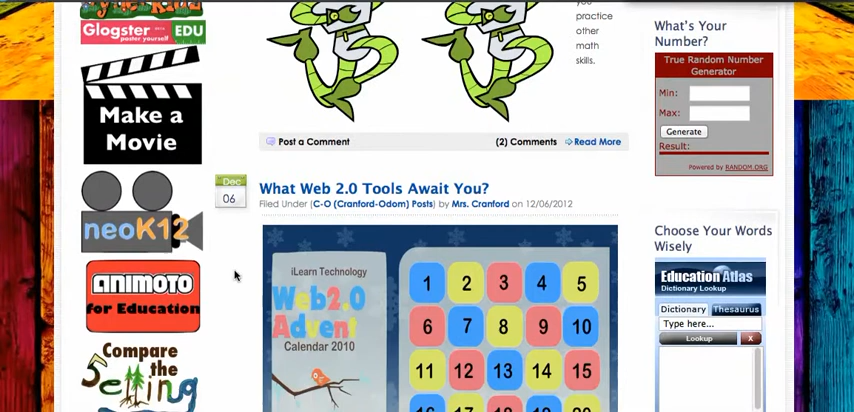 Glogster EDU
poster yourself
Make a
Movie
neoK12
ANIMOTO
for Education
Compare
the
Setting
you
practice
other
math
skills.
Post a Comment
(2) Comments
Read More
Dec
06
What Web 2.0 Tools Await You?
Filed Under (C-O (Cranford-Odom) Posts) by Mrs. Cranford on 12/06/2012
iLearn Technology
Web2.0
Advent
Calendar 2010
1 2 3 4 5
6 7 8 9 10
11 12 13 14 15
What's Your
Number?
True Random Number
Generator
Min:
Max:
Generate
Result:
Powered by RANDOM.ORG
Choose Your Words
Wisely
Education Atlas
Dictionary Lookup
Dictionary Thesaurus
Type here...
Lookup X